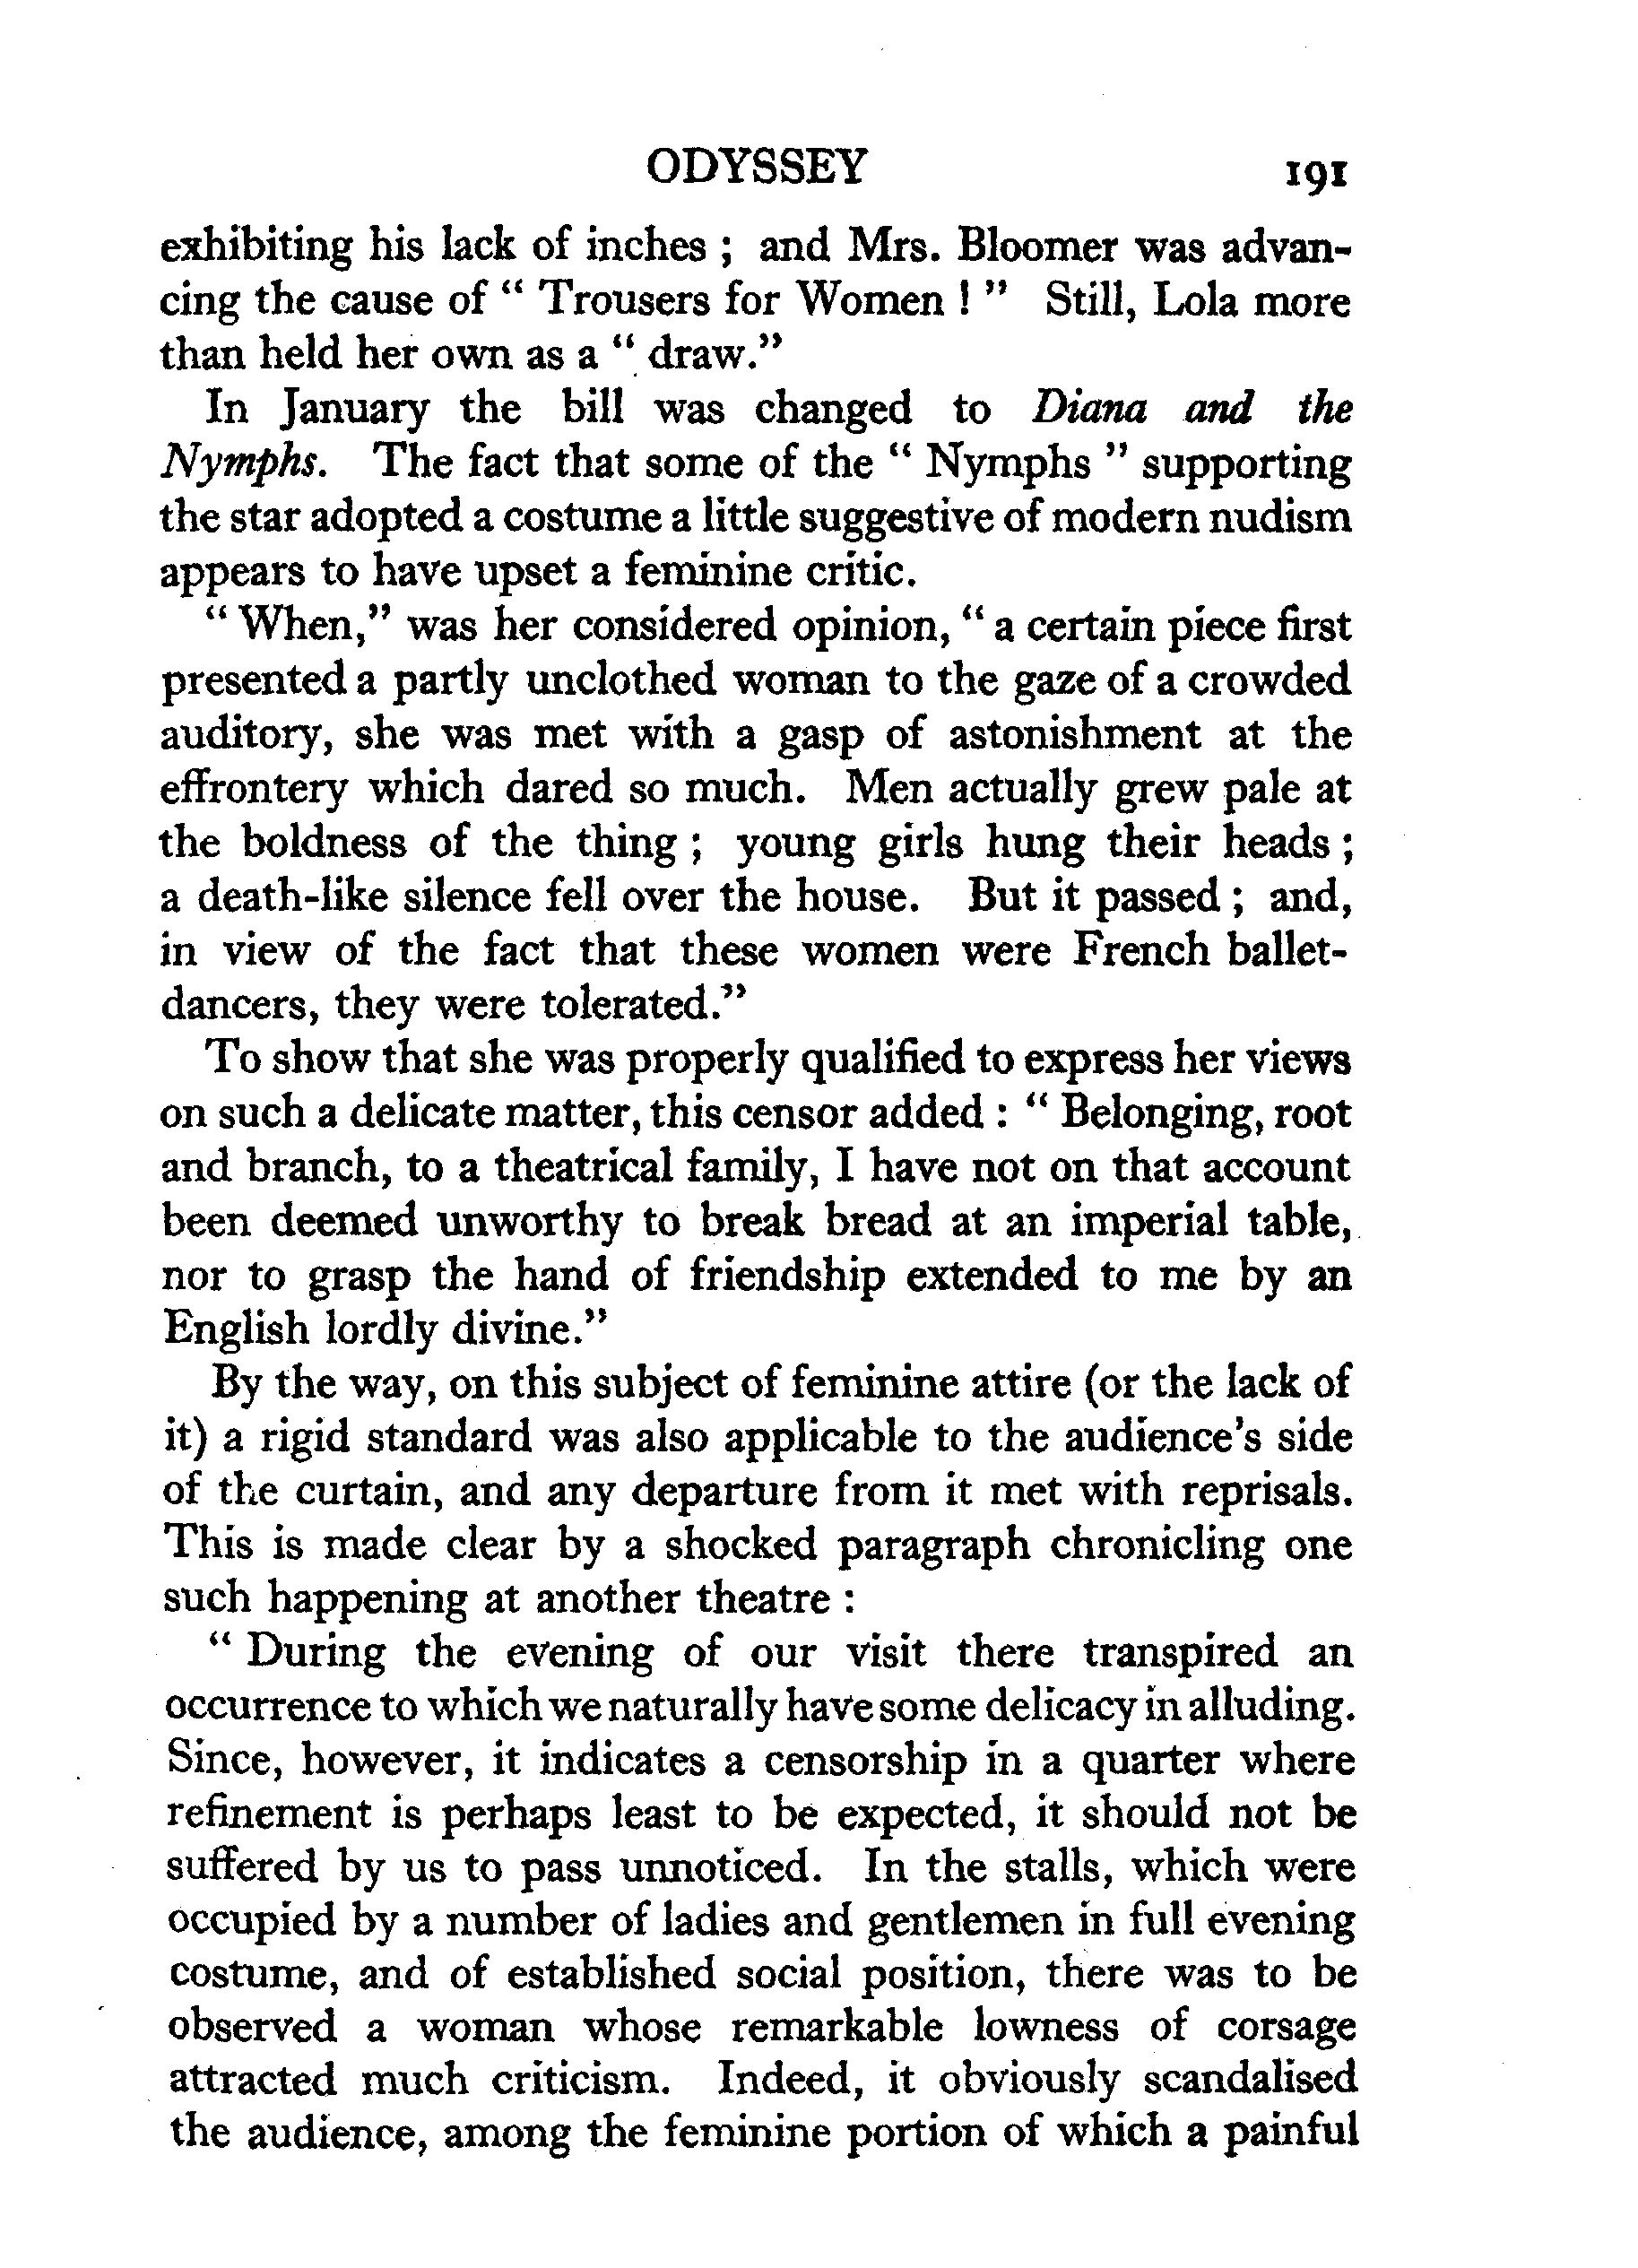 ODYSSEY 191
exhibiting his lack of inches ; and Mrs. Bloomer was advan-
cing the cause of " Trousers for Women ! " Still, Lola more
than held her own as a " draw."
In January the bill was changed to Diana and the
Nymphs. The fact that some of the " Nymphs " supporting
the star adopted a costume a little suggestive of modern nudism
appears to have upset a feminine critic.
" When," was her considered opinion, " a certain piece first
presented a partly unclothed woman to the gaze of a crowded
auditory, she was met with a gasp of astonishment at the
effrontery which dared so much. Men actually grew pale at
the boldness of the thing ; young girls hung their heads ;
a death-like silence fell over the house. But it passed ; and,
in view of the fact that these women were French ballet-
dancers, they were tolerated."
To show that she was properly qualified to express her views
on such a delicate matter, this censor added : " Belonging, root
and branch, to a theatrical family, I have not on that account
been deemed unworthy to break bread at an imperial table,
nor to grasp the hand of friendship extended to me by an
English lordly divine."
By the way, on this subject of feminine attire (or the lack of
it) a rigid standard was also applicable to the audience's side
of the curtain, and any departure from it met with reprisals.
This is made clear by a shocked paragraph chronicling one
such happening at another theatre :
" During the evening of our visit there transpired an
occurrence to which we naturally have some delicacy in alluding.
Since, however, it indicates a censorship in a quarter where
refinement is perhaps least to be expected, it should not be
suffered by us to pass unnoticed. In the stalls, which were
occupied by a number of ladies and gentlemen in full evening
costume, and of established social position, there was to be
observed a woman whose remarkable lowness of corsage
attracted much criticism. Indeed, it obviously scandalised
the audience, among the feminine portion of which a painful